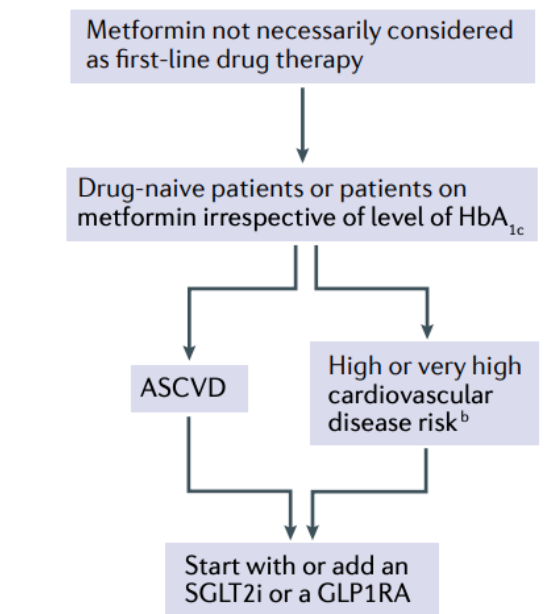 Metformin not necessarily considered
as first-line drug therapy
Drug-naive patients or patients on
metformin irrespective of level of HbA1c
ASCVD
High or very high
cardiovascular
disease risk b
Start with or add an
SGLT2i or a GLP1RA